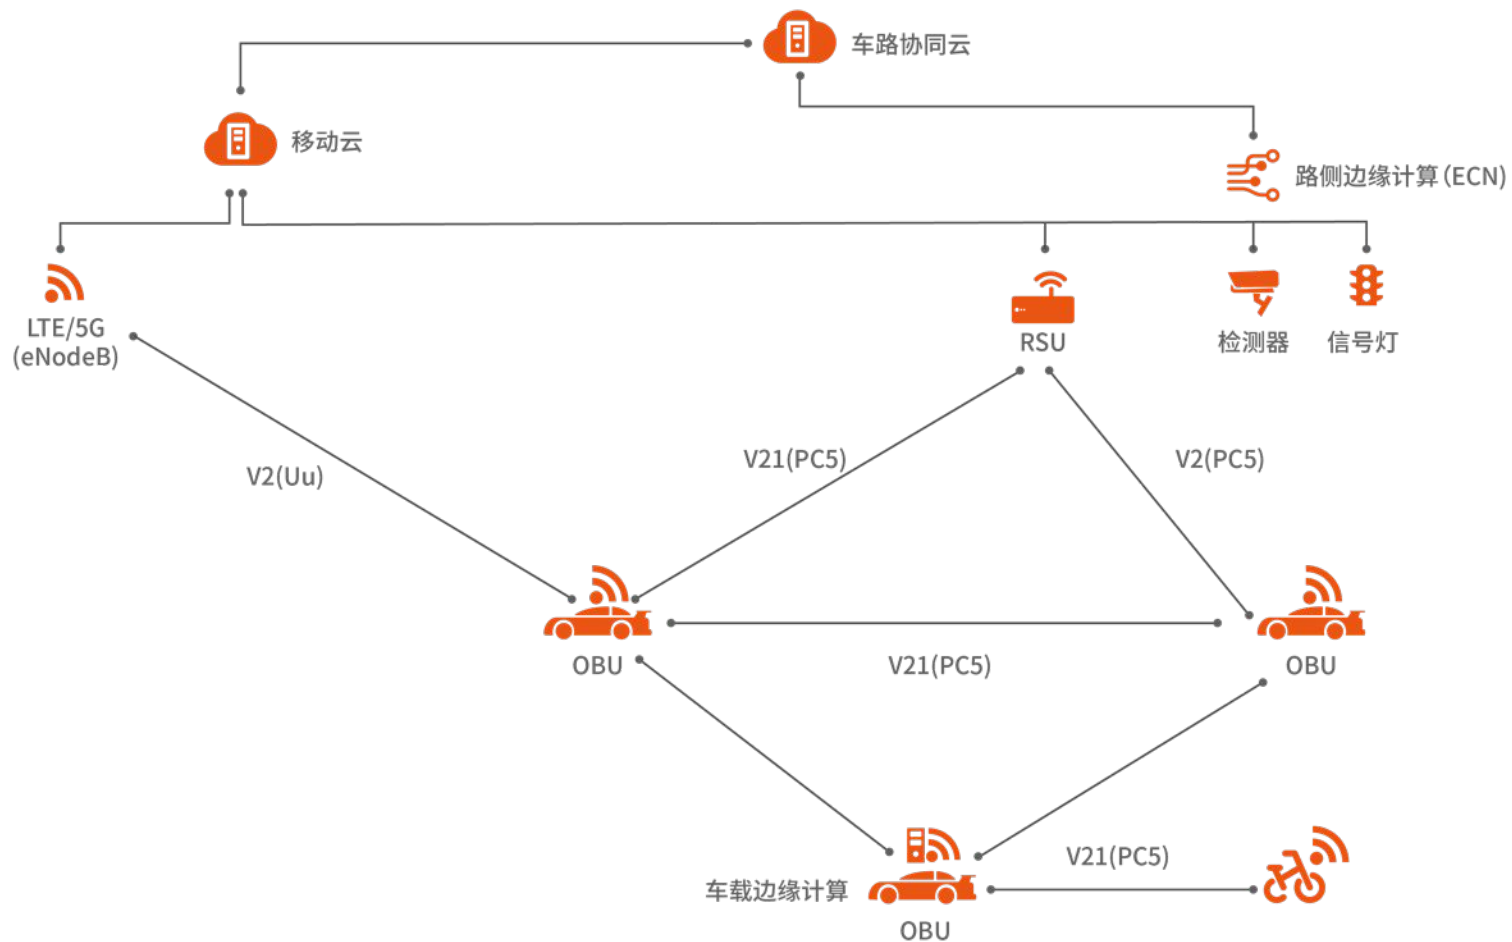 车路协同云
移动云
路侧边缘计算（ECN)
LTE/5G
(eNodeB)
RSU
检测器
信号灯
V2(Uu)
V21(PC5)
V2(PC5)
OBU
V21(PC5)
OBU
V21(PC5)
车载边缘计算
OBU